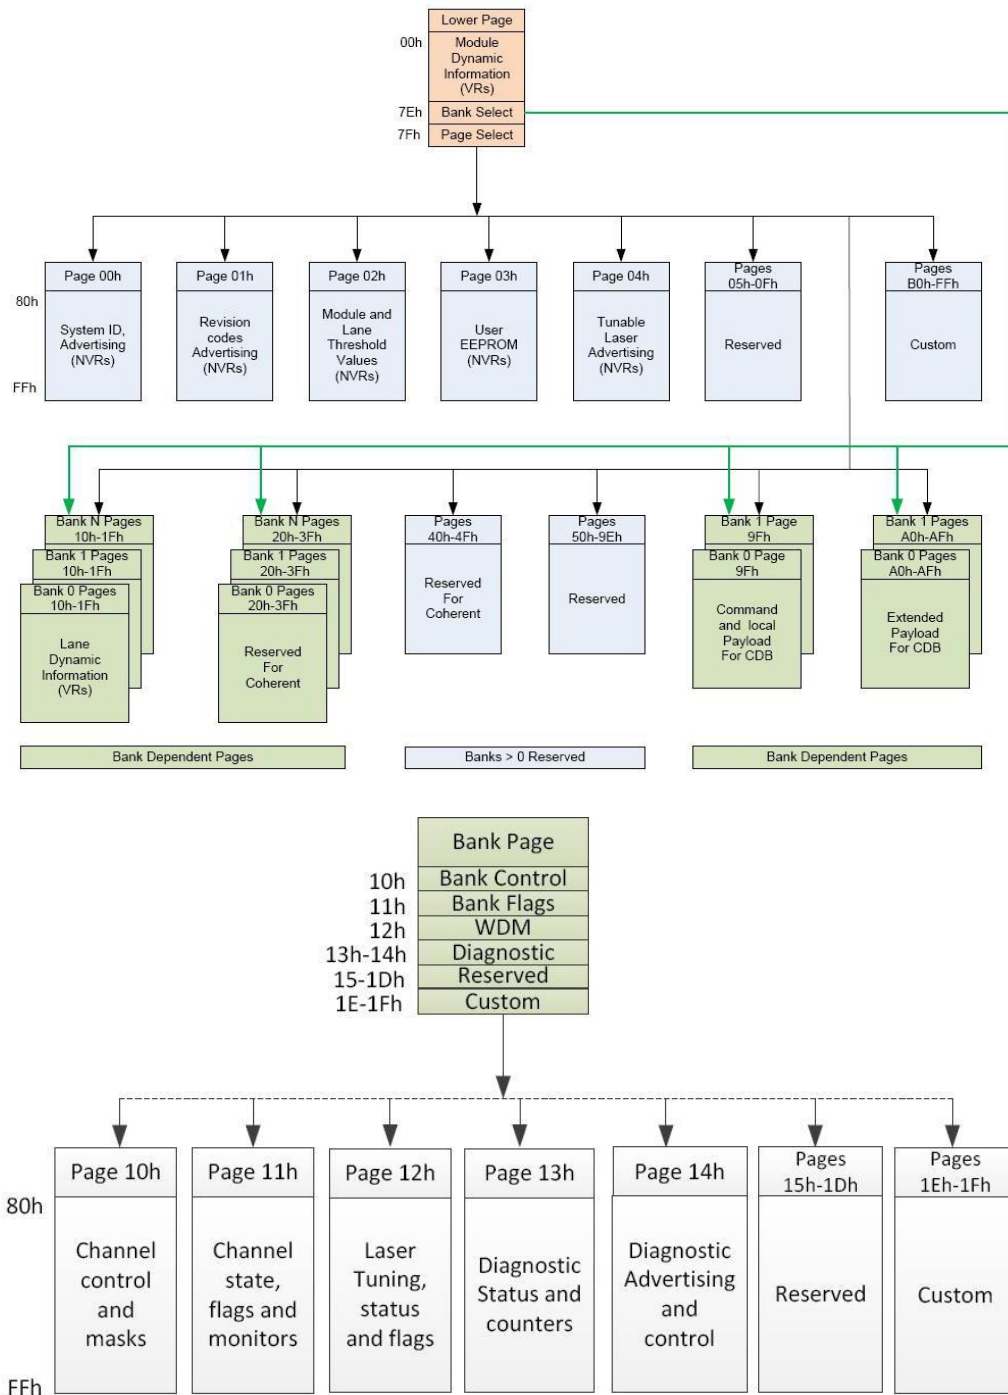 Lower Page
00h
Module
Dynamic
Information
(VRs)
7Eh
Bank Select
7Fh
Page Select
Page 00h
Page 01h
Page 02h
Page 03h
Page 04h
Pages
05h-0Fh
Pages
B0h-FFh
80h
System ID,
Advertising
(NVRs)
Revision
codes
Advertising
(NVRs)
Module and
Lane
Threshold
Values
(NVRs)
User
EEPROM
(NVRs)
Tunable
Laser
Advertising
(NVRs)
Reserved
Custom
FFh
Bank N Pages
10h-1Fh
Bank 1 Pages
10h-1Fh
Bank 0 Pages
10h-1Fh
Lane
Dynamic
Information
(VRs)
Bank N Pages
20h-3Fh
Bank 1 Pages
20h-3Fh
Bank 0 Pages
20h-3Fh
Reserved
For
Coherent
Pages
40h-4Fh
Reserved
For
Coherent
Pages
50h-9Eh
Reserved
Bank 1 Page
9Fh
Bank 0 Page
9Fh
Command
and local
Payload
For CDB
Bank 1 Pages
A0h-AFh
Bank 0 Pages
A0h-AFh
Extended
Payload
For CDB
Bank Dependent Pages
Banks > 0 Reserved
Bank Dependent Pages
Bank Page
10h
Bank Control
11h
Bank Flags
12h
WDM
13h-14h
Diagnostic
15-1Dh
Reserved
1E-1Fh
Custom
Page 10h
Page 11h
Page 12h
Page 13h
Page 14h
Pages
15h-1Dh
Pages
1Eh-1Fh
80h
Channel
control
and
masks
Channel
state,
flags and
monitors
Laser
Tuning,
status
and flags
Diagnostic
Status and
counters
Diagnostic
Advertising
and
control
Reserved
Custom
FFh